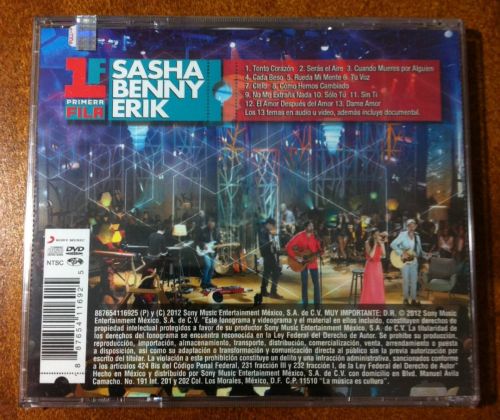 1F
PRIMERA
FILA
SASHA
BENNY
ERIK
1. Tonto Corazón 2. Serás el Aire 3. Cuando Mueres por Alguien
4. Cada Beso 5. Rueda Mi Mente 6. Tu Voz
7. Cielo 8. Cómo Hemos Cambiado
9. No Me Extraña Nada 10. Sólo Tú 11. Sin Ti
12. El Amor Después del Amor 13. Dame Amor
Los 13 temas en audio y video, además incluye documental.
SONY MUSIC
DVD
NTSC
8 87654 11692 5
887654116925 (P) y (C) 2012 Sony Music Entertainment México, S.A. de C.V. MUY IMPORTANTE: D.R. © 2012 Sony Music
Entertainment México, S.A. de C.V. "Este fonograma y videograma y el material en ellos incluido, constituyen derechos de
propiedad intelectual protegidos a favor de su productor Sony Music Entertainment México, S.A. de C.V. La titularidad de
los derechos del fonograma se encuentra reconocida en la Ley Federal del Derecho de Autor. Se prohíbe su producción,
reproducción, importación, almacenamiento, transporte, distribución, comercialización, venta, arrendamiento o puesta
a disposición, así como su adaptación o transformación y comunicación directa al público sin la previa autorización por
escrito del titular. La violación a esta prohibición constituye un delito y una infracción administrativa, sancionados conforme
a los artículos 424 Bis del Código Penal Federal, 231 fracción III y 232 fracción I, de la Ley Federal del Derecho de Autor"
Hecho en México y distribuido por Sony Music Entertainment México, S.A. de C.V. con domicilio en Blvd. Manuel Avila
Camacho. No. 191 Int. 201 y 202 Col. Los Morales, México, D.F. C.P. 11510 "La música es cultura".